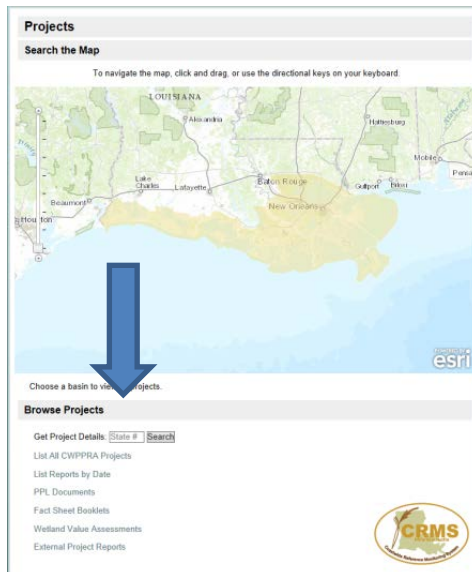 Projects
Search the Map
To navigate the map, click and drag, or use the directional keys on your keyboard.
LOUISIANA
Alexandria
Hattiesburg
Mobile
Lake Charles
Lafayette
Baton Rouge
Gulfport
Biloxi
Beaumont
New Orleans
esri
Choose a basin to projects.
Browse Projects
Get Project Details: State # Search
List All CWPPRA Projects
List Reports by Date
PPL Documents
Fact Sheet Booklets
Wetland Value Assessments
External Project Reports
CRMS